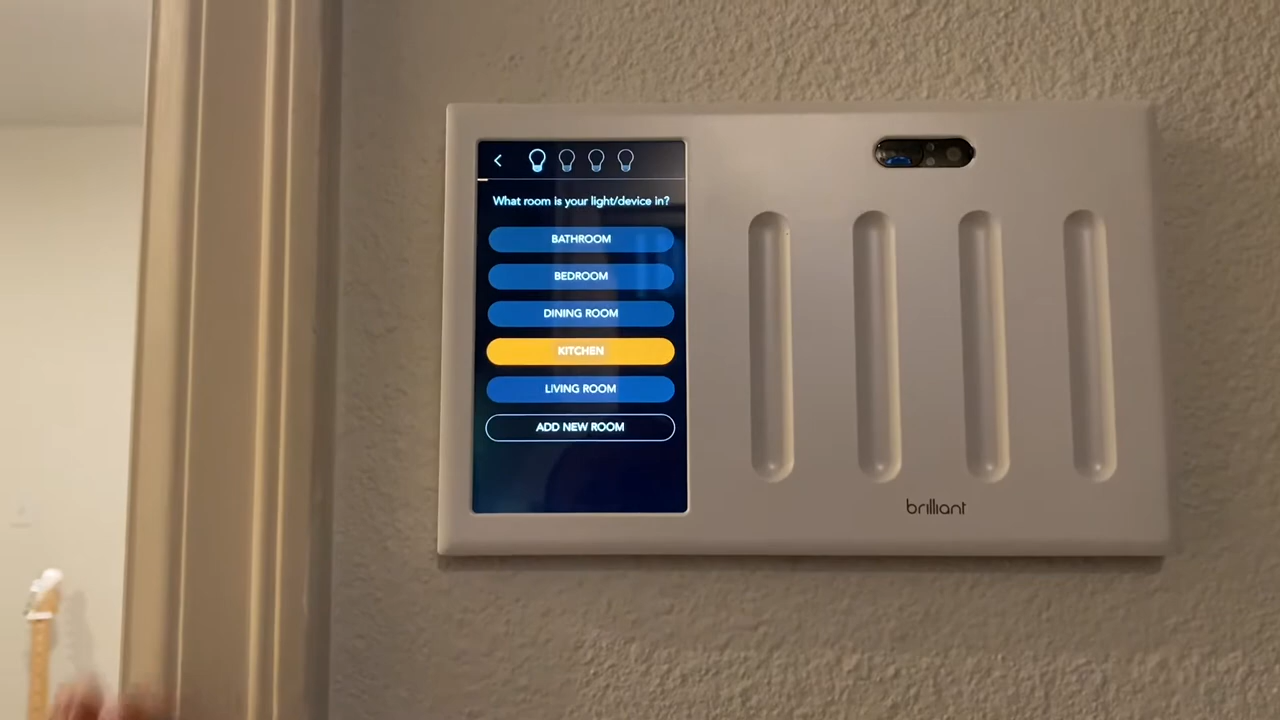 What room is your light/device in?
BATHROOM
BEDROOM
DINING ROOM
KITCHEN
LIVING ROOM
ADD NEW ROOM
brilliant